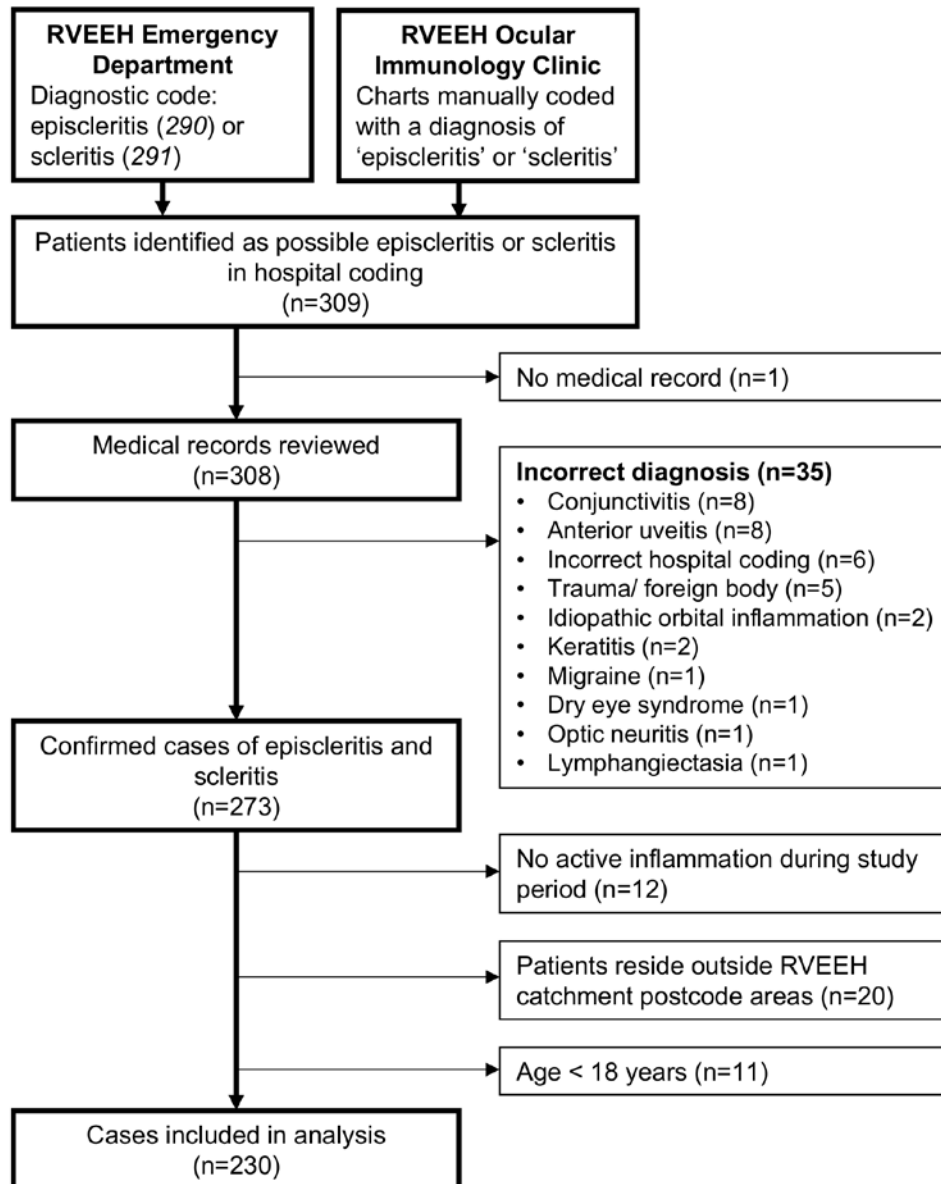 RVEEH Emergency
Department
Diagnostic code:
episcleritis (290) or
scleritis (291)
RVEEH Ocular
Immunology Clinic
Charts manually coded
with a diagnosis of
‘episcleritis’ or ‘scleritis’
Patients identified as possible episcleritis or scleritis
in hospital coding
(n=309)
No medical record (n=1)
Medical records reviewed
(n=308)
Incorrect diagnosis (n=35)
• Conjunctivitis (n=8)
• Anterior uveitis (n=8)
• Incorrect hospital coding (n=6)
• Trauma/ foreign body (n=5)
• Idiopathic orbital inflammation (n=2)
• Keratitis (n=2)
• Migraine (n=1)
• Dry eye syndrome (n=1)
• Optic neuritis (n=1)
• Lymphangiectasia (n=1)
Confirmed cases of episcleritis and
scleritis
(n=273)
No active inflammation during study
period (n=12)
Patients reside outside RVEEH
catchment postcode areas (n=20)
Age < 18 years (n=11)
Cases included in analysis
(n=230)